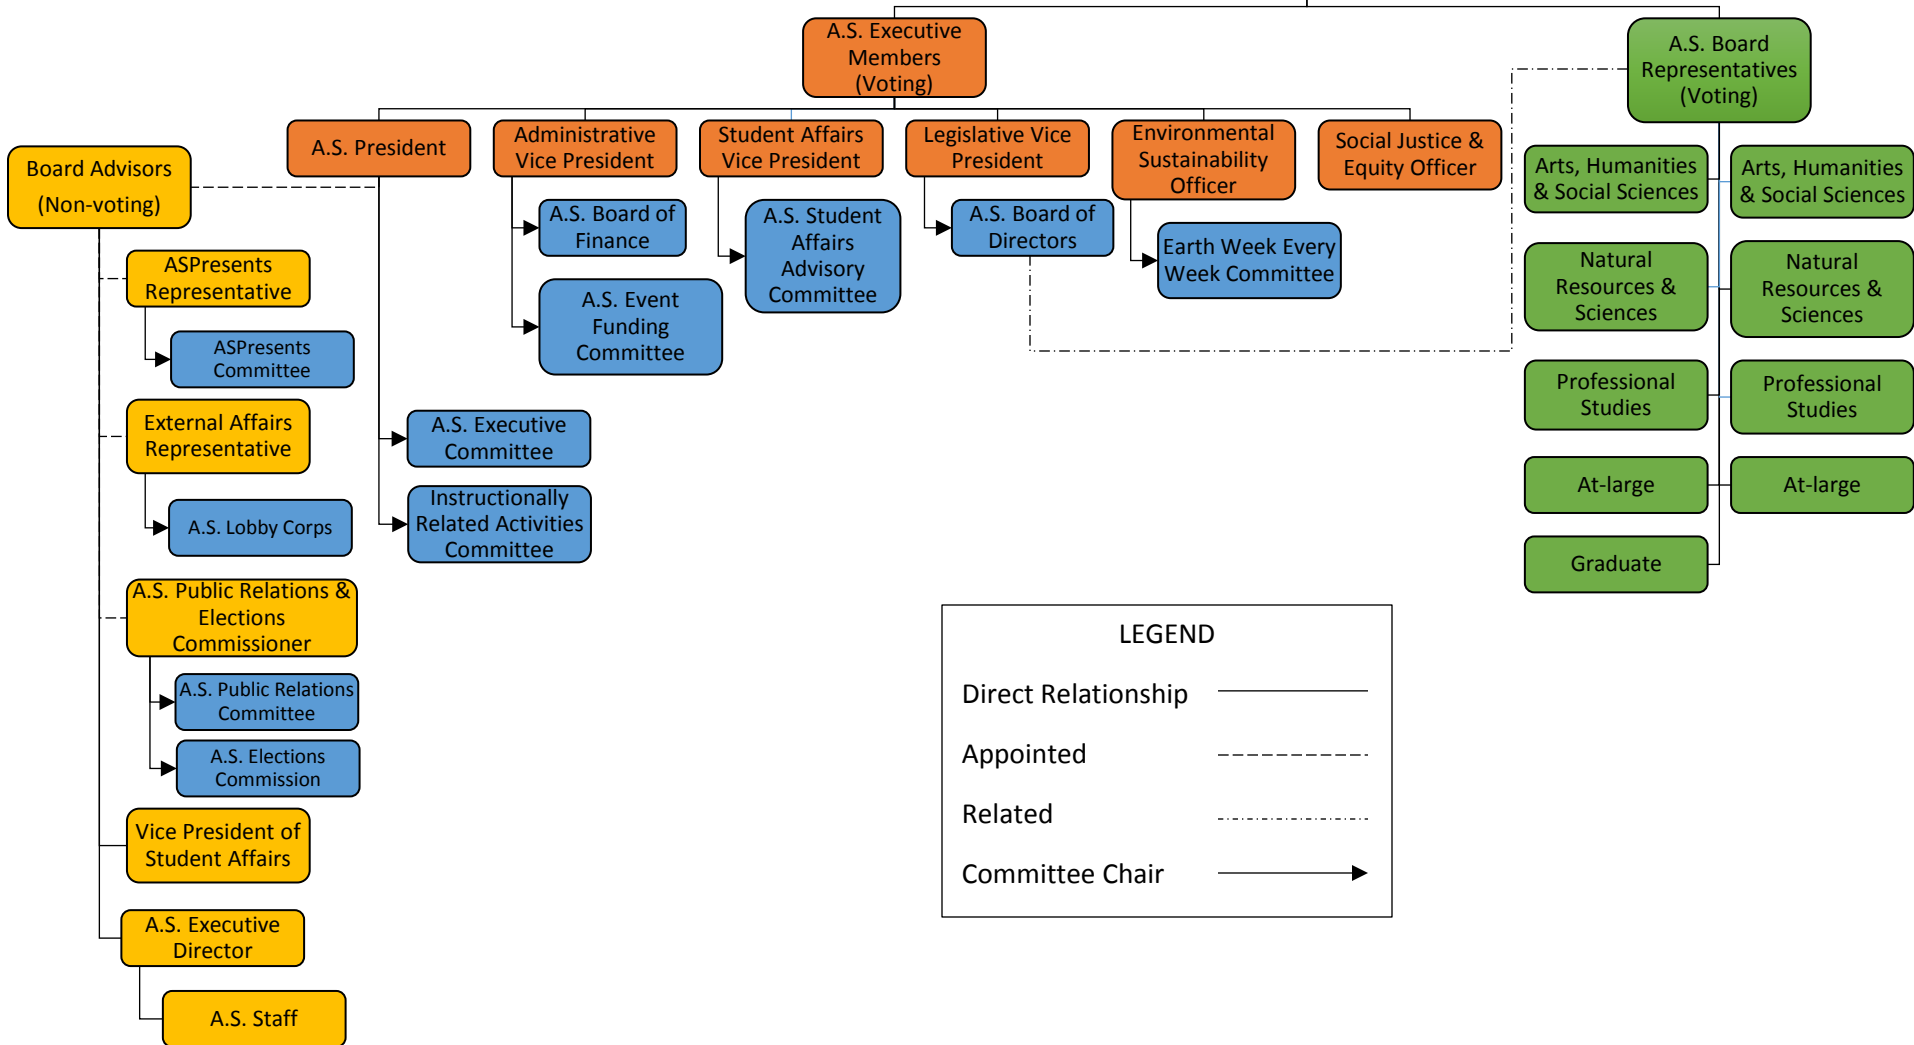 A.S. Executive
Members
(Voting)
A.S. Board
Representatives
(Voting)
A.S. President
Administrative
Vice President
Student Affairs
Vice President
Legislative Vice
President
Environmental
Sustainability
Officer
Social Justice &
Equity Officer
Board Advisors
(Non-voting)
Arts, Humanities
& Social Sciences
Arts, Humanities
& Social Sciences
A.S. Board of
Finance
A.S. Student
Affairs
Advisory
Committee
A.S. Board of
Directors
Earth Week Every
Week Committee
ASPresents
Representative
Natural
Resources &
Sciences
Natural
Resources &
Sciences
A.S. Event
Funding
Committee
ASPresents
Committee
Professional
Studies
Professional
Studies
External Affairs
Representative
A.S. Executive
Committee
At-large
At-large
A.S. Lobby Corps
Instructionally
Related Activities
Committee
Graduate
A.S. Public Relations &
Elections
Commissioner
A.S. Public Relations
Committee
A.S. Elections
Commission
Vice President of
Student Affairs
A.S. Executive
Director
A.S. Staff
LEGEND
Direct Relationship
Appointed
Related
Committee Chair